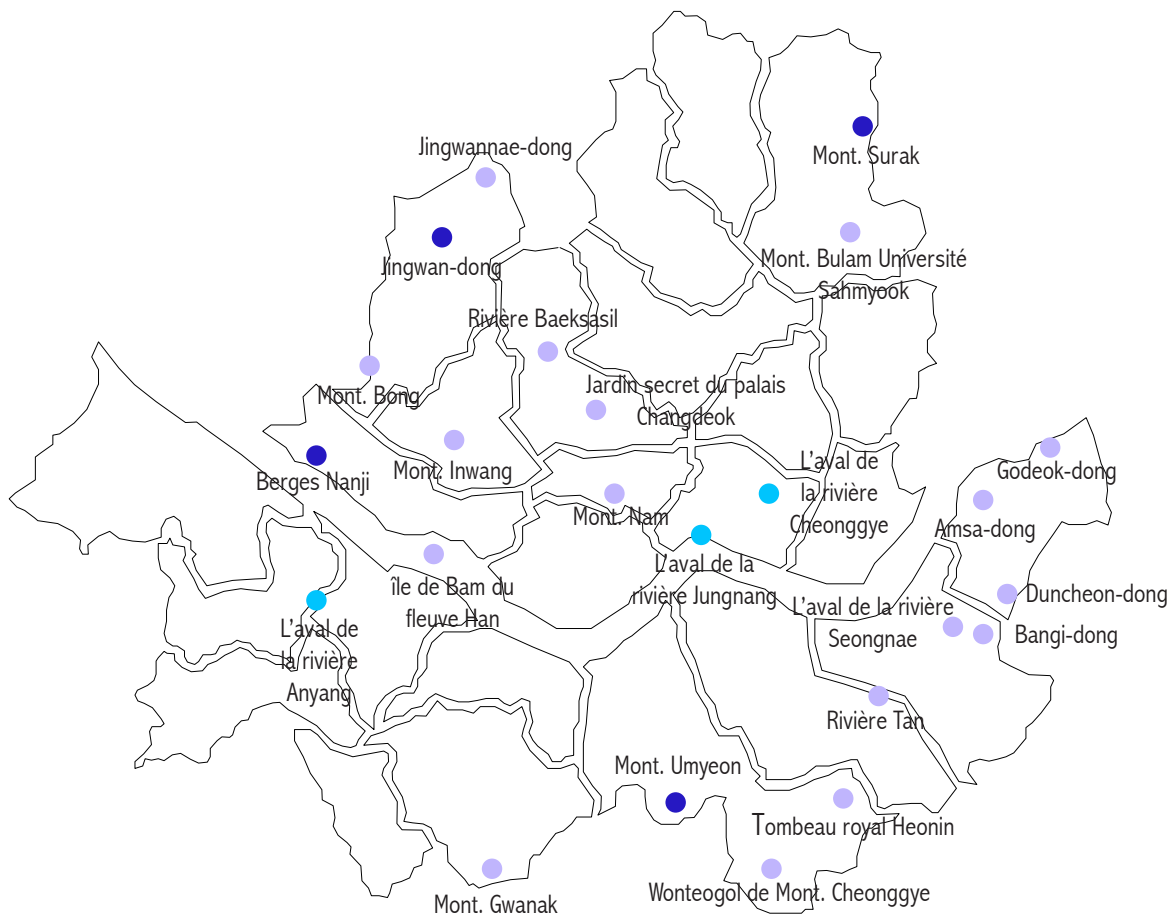 Jingwannae-dong
Mont. Surak
Jingwan-dong
Mont. Bulam Université
Sahmyook
Rivière Baeksasil
Mont. Bong
Jardin secret du palais
Changdeok
Mont. Inwang
Berges Nanji
Mont. Nam
L'aval de
la rivière
Cheonggye
Godeok-dong
Amsa-dong
île de Bam du
fleuve Han
L'aval de la
rivière Jungnang
L'aval de la rivière
Seongnae
Duncheon-dong
Bangi-dong
L'aval de
la rivière
Anyang
Rivière Tan
Mont. Umyeon
Tombeau royal Heonin
Mont. Gwanak
Wonteogol de Mont. Cheonggye